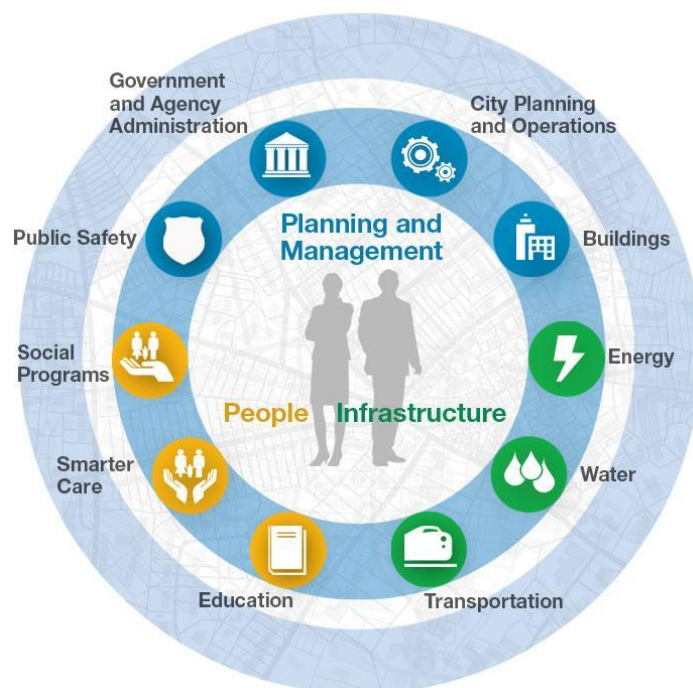 Government
and Agency
Administration
City Planning
and Operations
Public Safety
Planning and
Management
Buildings
Social
Programs
Energy
People
Infrastructure
Smarter
Care
Water
Education
Transportation